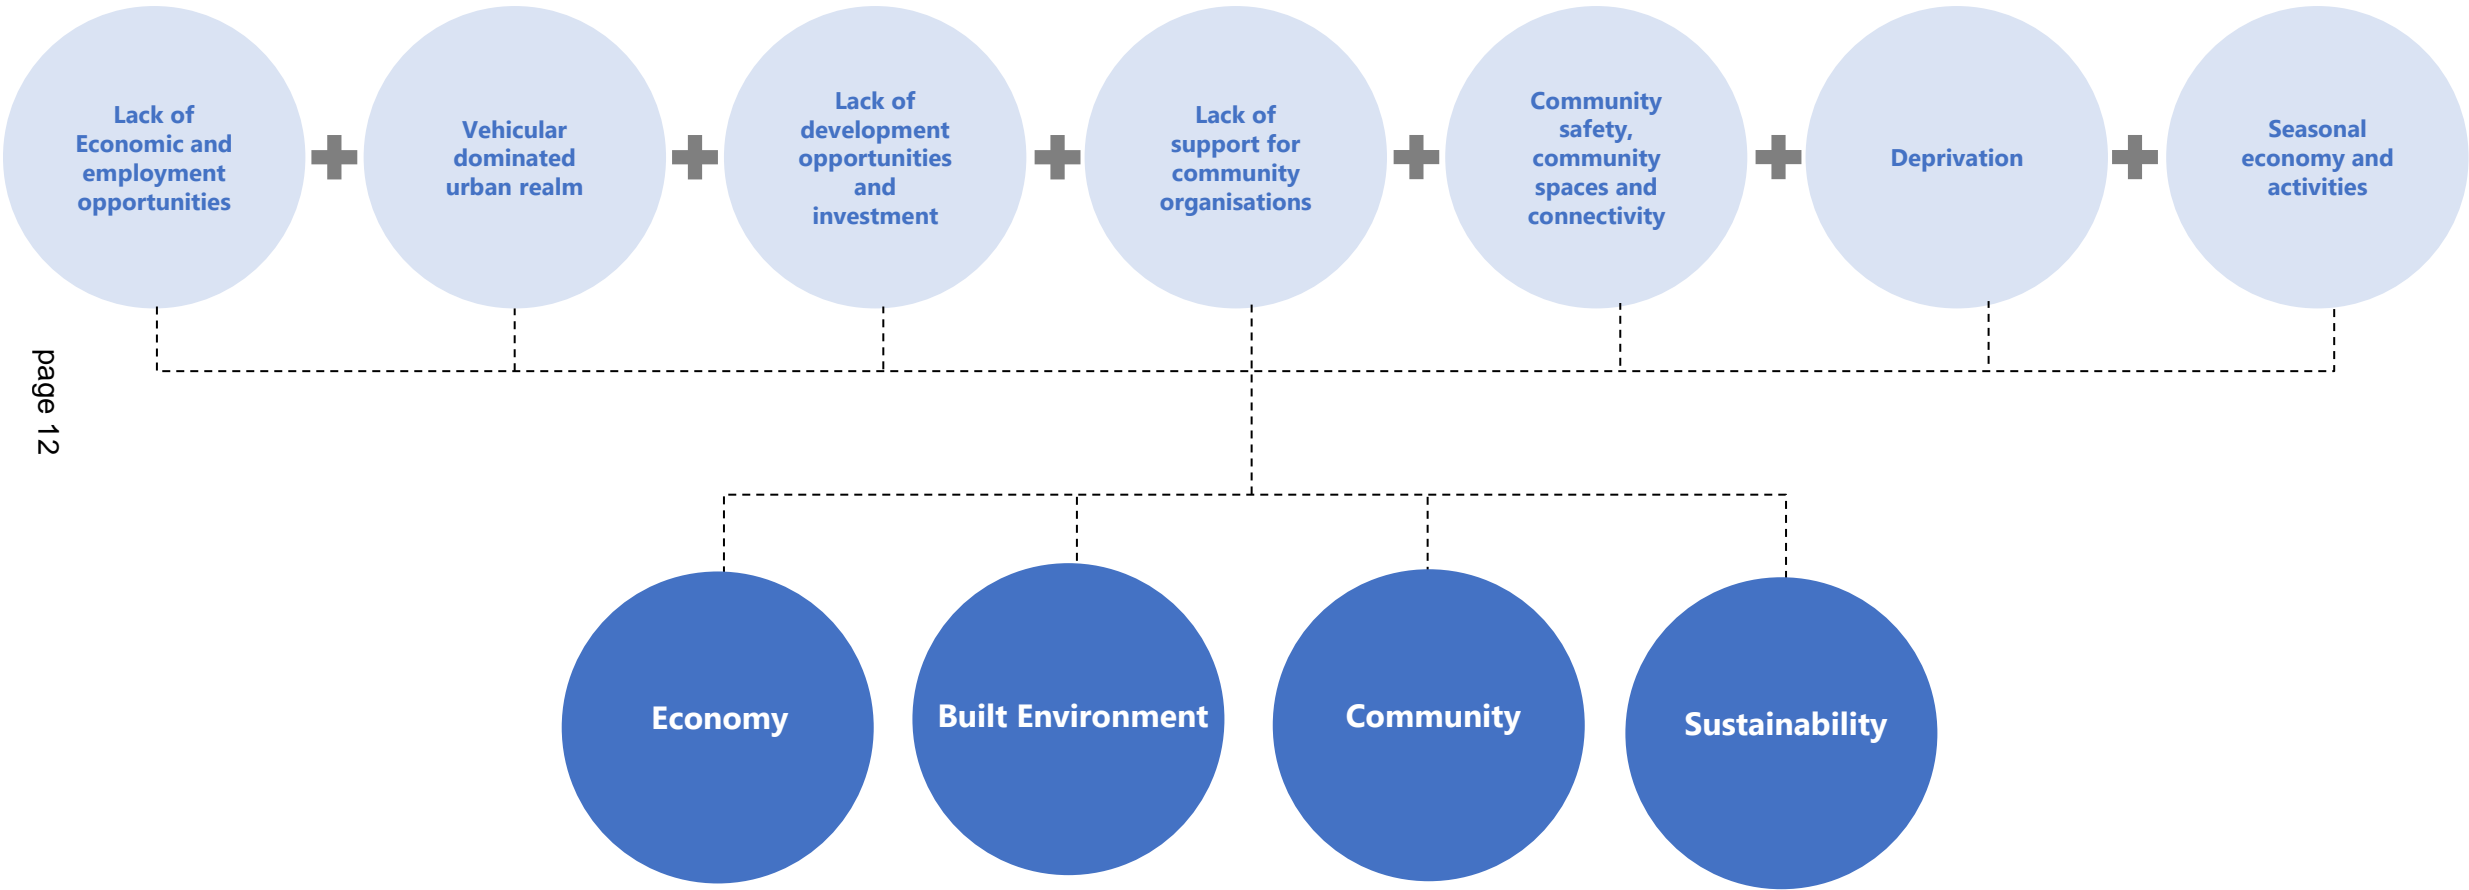 Lack of
Economic and
employment
opportunities
Vehicular
dominated
urban realm
Lack of
development
opportunities
and
investment
Lack of
support for
community
organisations
Community
safety,
community
spaces and
connectivity
Deprivation
Seasonal
economy and
activities
page 12
Economy
Built Environment
Community
Sustainability